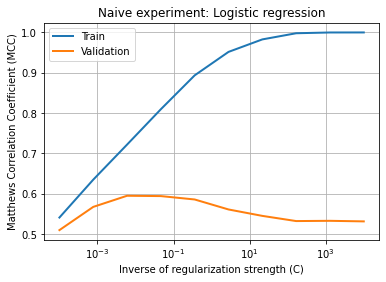 Naive experiment: Logistic regression
Train
Validation
Matthews Correlation Coefficient (MCC)
1.0
0.9
0.8
0.7
0.6
0.5
10⁻³
10⁻¹
10¹
10³
Inverse of regularization strength (C)